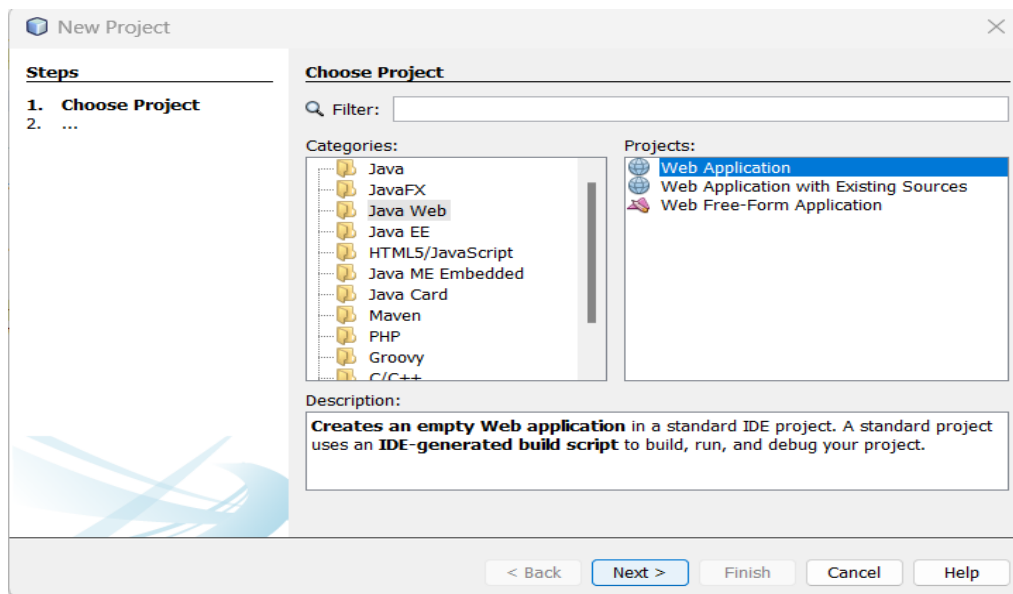 New Project
Steps
1. Choose Project
2. ...
Choose Project
Filter:
Categories:
Java
JavaFX
Java Web
Java EE
HTML5/JavaScript
Java ME Embedded
Java Card
Maven
PHP
Groovy
C/C++
Projects:
Web Application
Web Application with Existing Sources
Web Free-Form Application
Description:
Creates an empty Web application in a standard IDE project. A standard project
uses an IDE-generated build script to build, run, and debug your project.
< Back
Next >
Finish
Cancel
Help